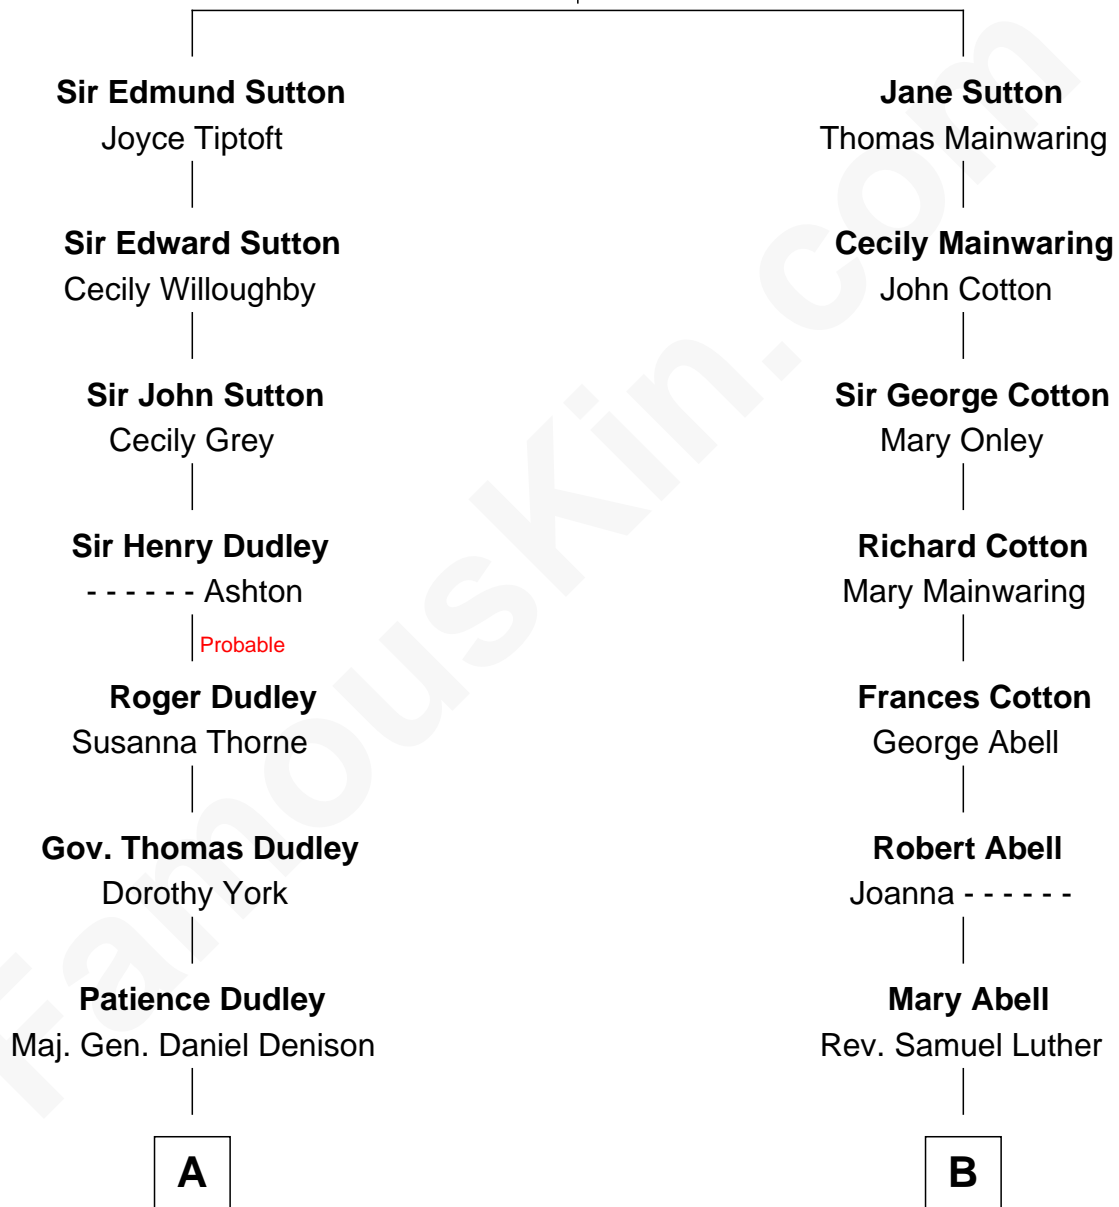 Sir Edmund Sutton
Joyce Tiptoft
Sir Edward Sutton
Cecily Willoughby
Sir John Sutton
Cecily Grey
Sir Henry Dudley
- - - - - - Ashton
Probable
Roger Dudley
Susanna Thorne
Gov. Thomas Dudley
Dorothy York
Patience Dudley
Maj. Gen. Daniel Denison
A
Jane Sutton
Thomas Mainwaring
Cecily Mainwaring
John Cotton
Sir George Cotton
Mary Onley
Richard Cotton
Mary Mainwaring
Frances Cotton
George Abell
Robert Abell
Joanna - - - - - -
Mary Abell
Rev. Samuel Luther
B
FamousKin.com